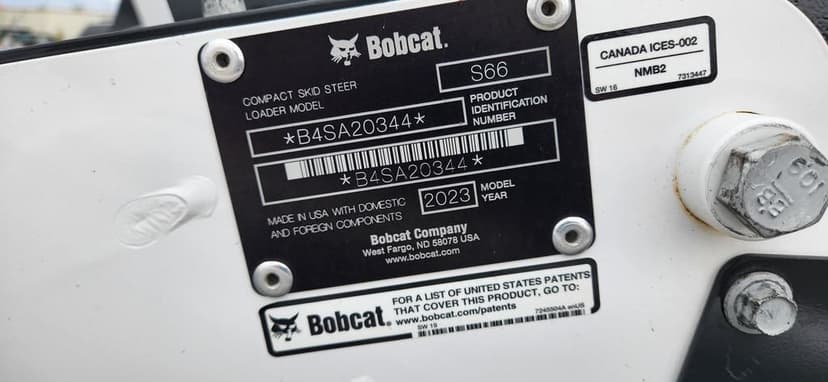 Bobcat.
COMPACT SKID STEER
LOADER MODEL
S66
*B4SA20344*
PRODUCT
IDENTIFICATION
NUMBER
*B4SA20344*
MADE IN USA WITH DOMESTIC
AND FOREIGN COMPONENTS
2023
MODEL
YEAR
Bobcat Company
West Fargo, ND 58078 USA
www.bobcat.com
CANADA ICES-002
NMB2
SW 16
7313447
Bobcat.
FOR A LIST OF UNITED STATES PATENTS
THAT COVER THIS PRODUCT, GO TO:
www.bobcat.com/patents
7245504A enUS